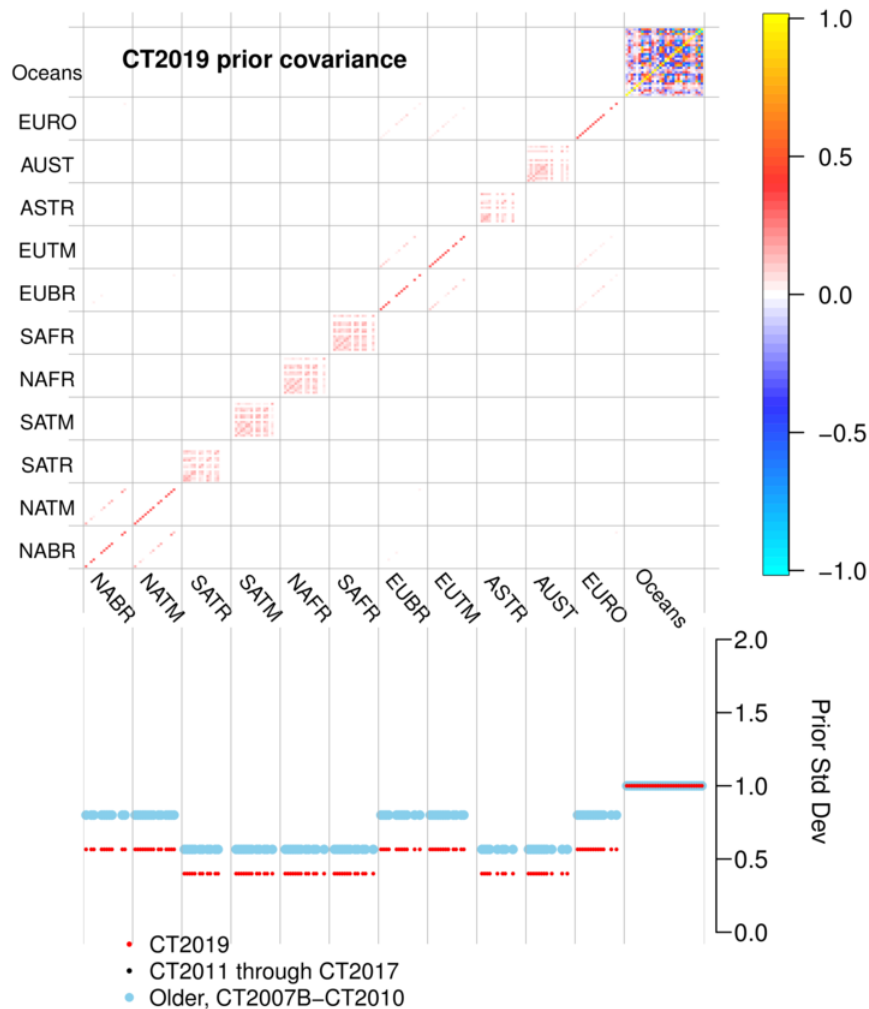 CT2019 prior covariance
Oceans
EURO
AUST
ASTR
EUTM
EUBR
SAFR
NAFR
SATM
SATR
NATM
NABR
1.0
0.5
0.0
−0.5
−1.0
NABR
NATM
SATR
SATM
NAFR
SAFR
EUBR
EUTM
ASTR
AUST
EURO
Oceans
2.0
1.5
1.0
0.5
0.0
Prior Std Dev
CT2019
CT2011 through CT2017
Older, CT2007B−CT2010